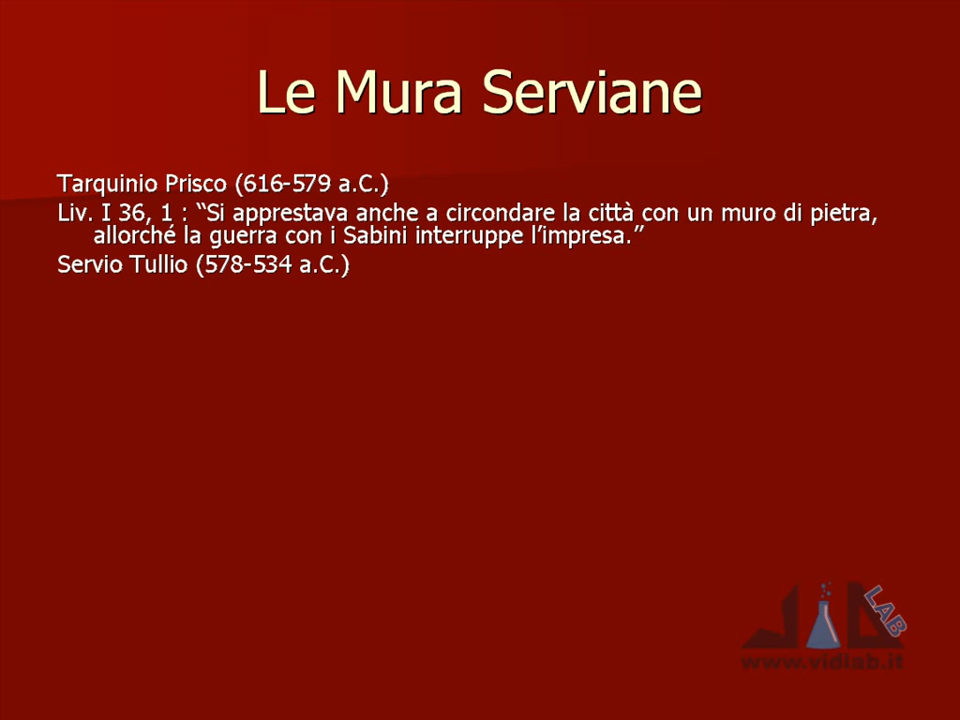 Le Mura Serviane
Tarquinio Prisco (616-579 a.C.)
Liv. I 36, 1 : “Si apprestava anche a circondare la città con un muro di pietra,
allorché la guerra con i Sabini interruppe l’impresa.”
Servio Tullio (578-534 a.C.)
LAB
www.vidlab.it